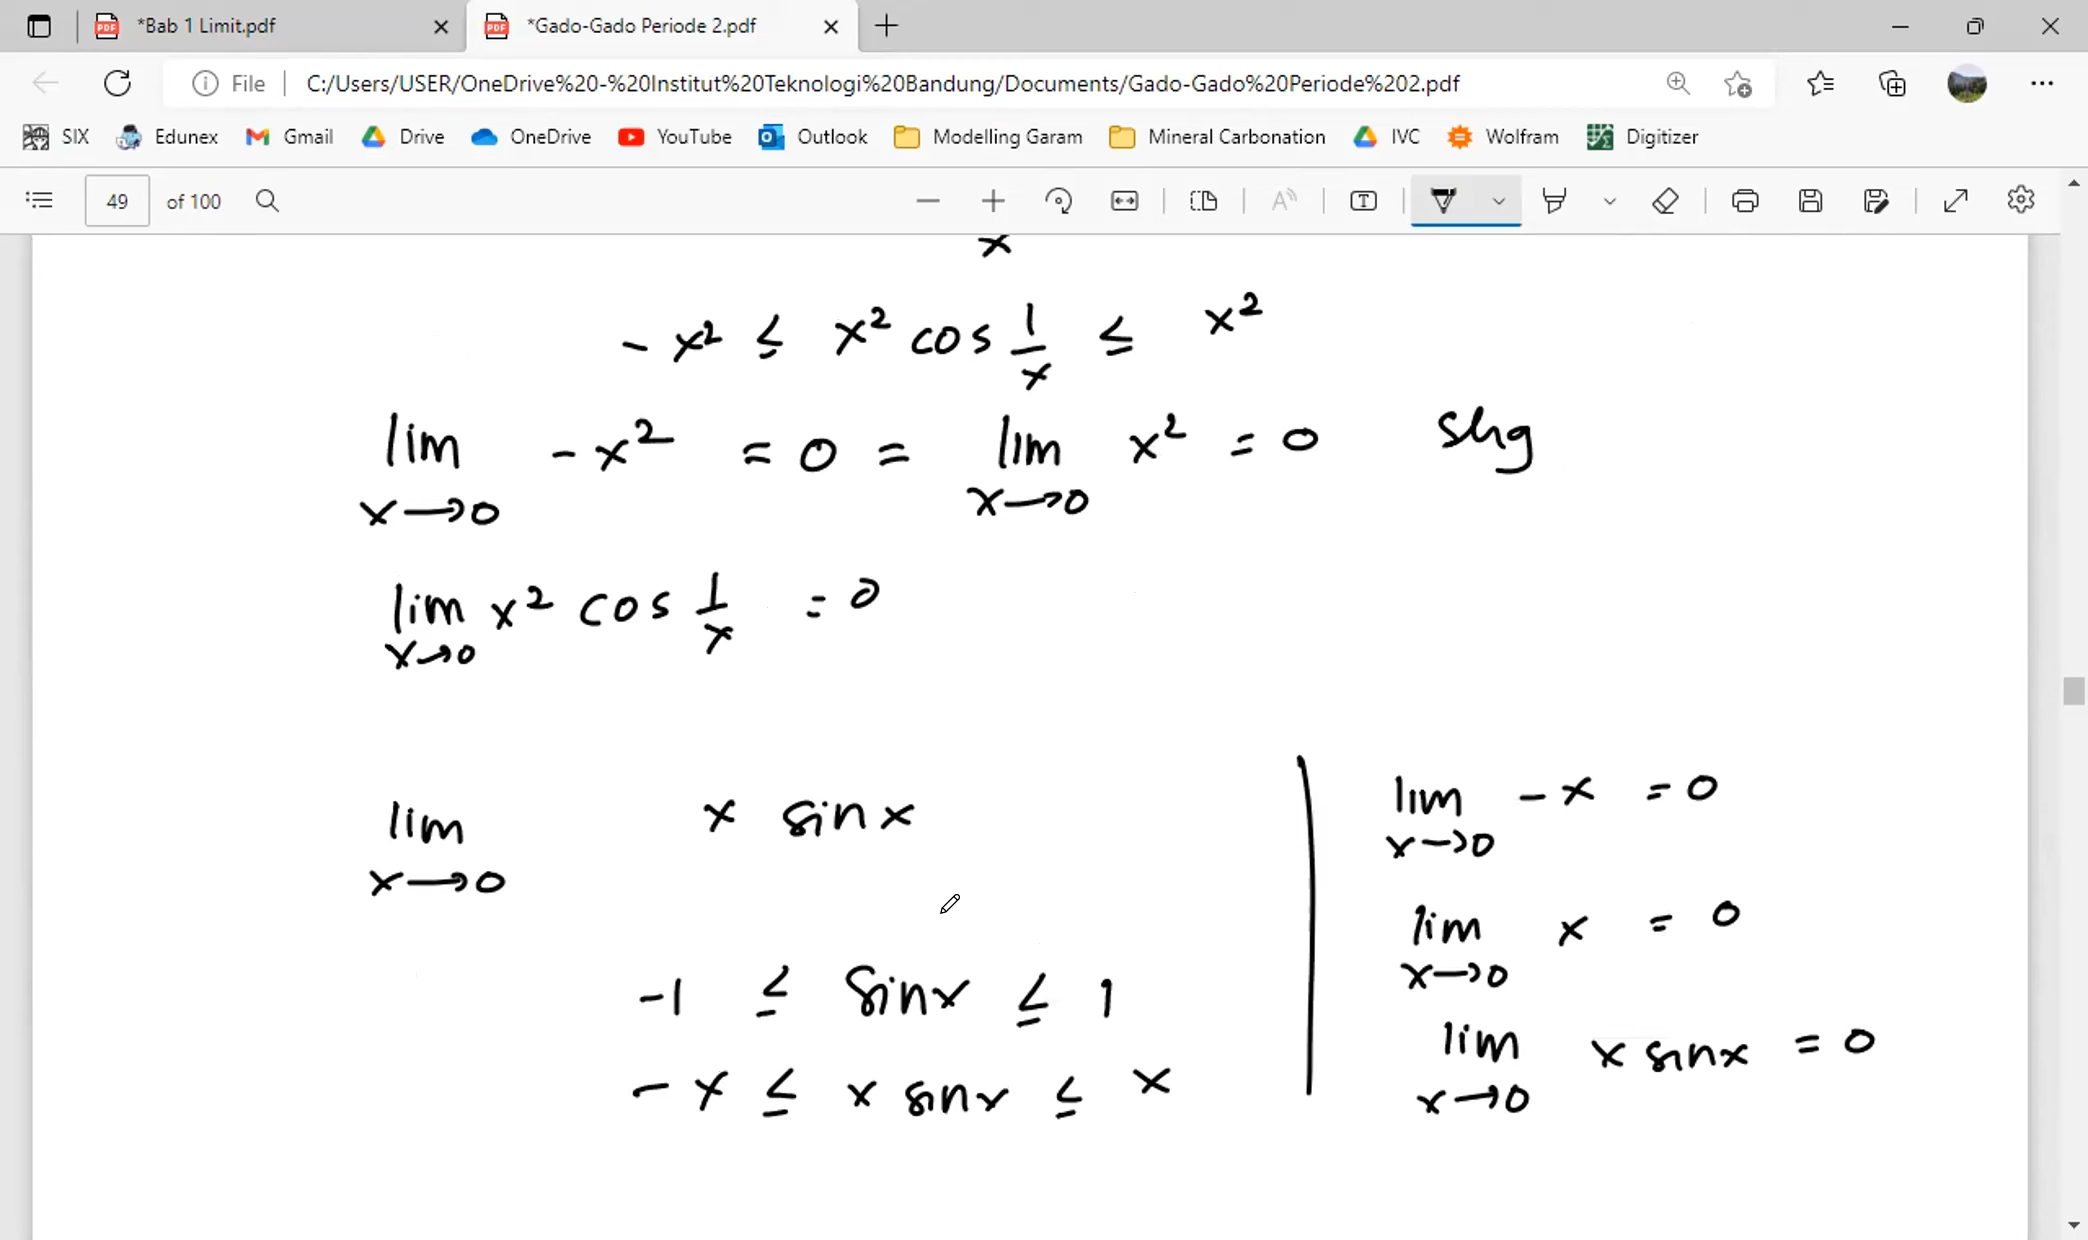 *Bab 1 Limit.pdf
*Gado-Gado Periode 2.pdf
File
C:/Users/USER/OneDrive%20-%20Institut%20Teknologi%20Bandung/Documents/Gado-Gado%20Periode%202.pdf
SIX Edunex Gmail Drive OneDrive YouTube Outlook Modelling Garam Mineral Carbonation IVC Wolfram Digitizer
49 of 100
x
-x² ≤ x² cos 1/x ≤ x²
lim x→0 -x² = 0 = lim x→0 x² = 0 shg
lim x→0 x² cos 1/x = 0
lim x→0 x sin x
-1 ≤ sin x ≤ 1
-x ≤ x sin x ≤ x
lim x→0 -x = 0
lim x→0 x = 0
lim x→0 x sin x = 0